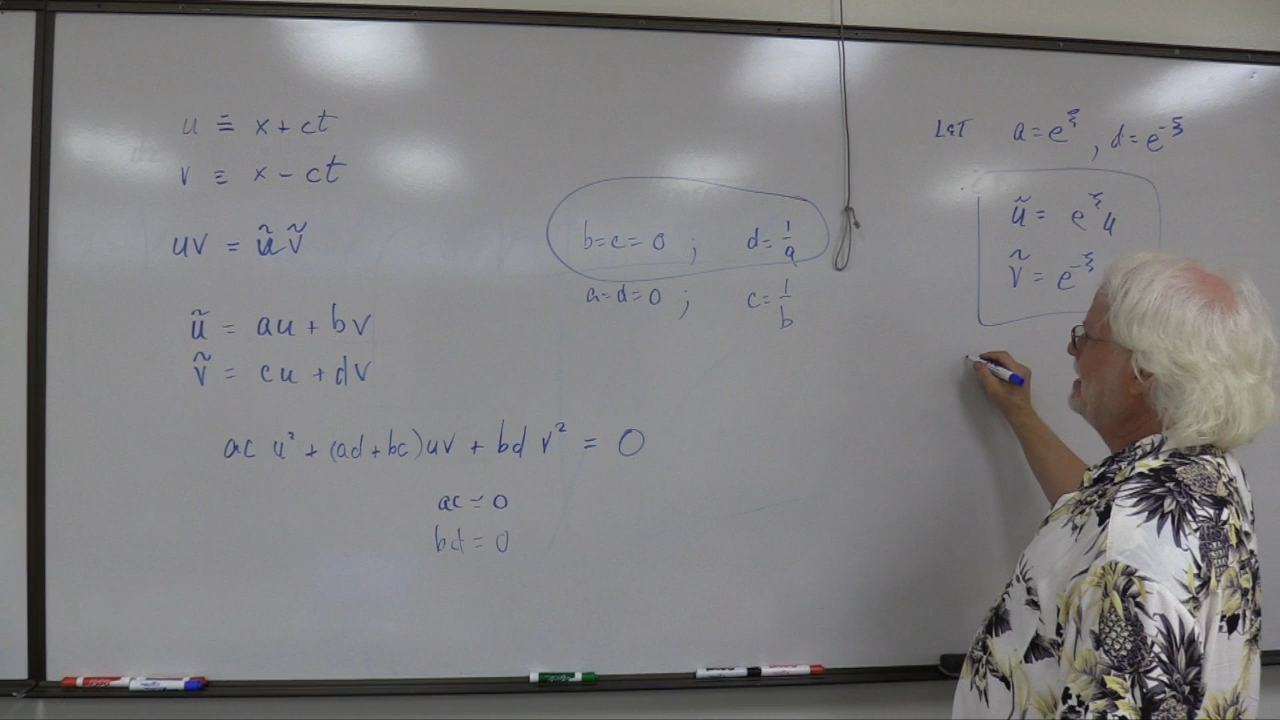 u ≡ x + ct
v ≡ x - ct
uv = ũṽ
ũ = au + bv
ṽ = cu + dv
ac u² + (ad + bc)uv + bd v² = 0
ac = 0
bd = 0
b = c = 0 ; d = 1/a
a = d = 0 ; c = 1/b
LET a = e^ξ , d = e^-ξ
ũ = e^ξ u
ṽ = e^-ξ